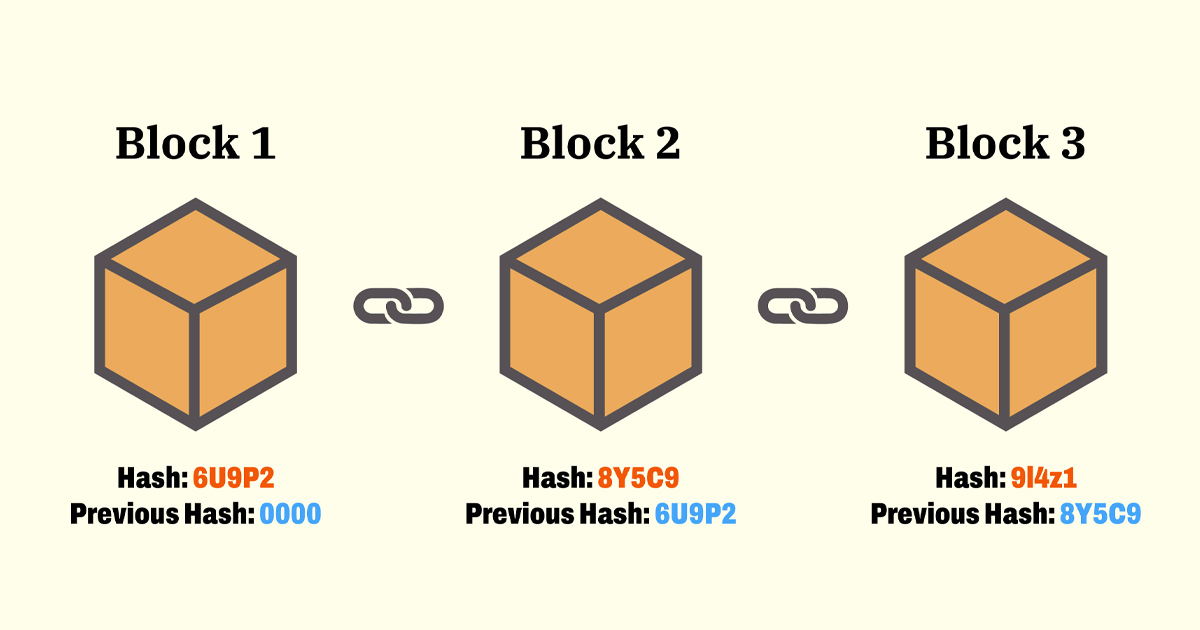 Block 1
Block 2
Block 3
Hash: 6U9P2
Previous Hash: 0000
Hash: 8Y5C9
Previous Hash: 6U9P2
Hash: 9l4z1
Previous Hash: 8Y5C9